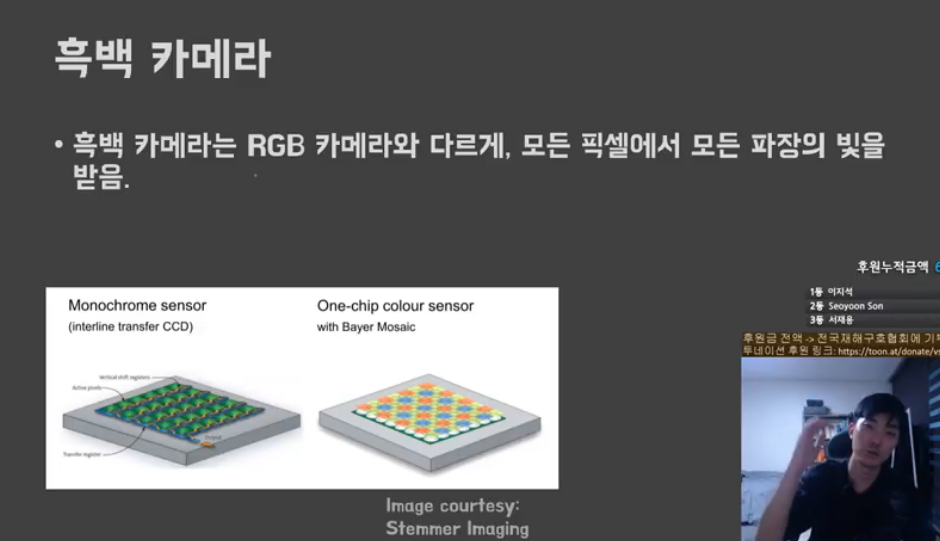 흑백 카메라
• 흑백 카메라는 RGB 카메라와 다르게, 모든 픽셀에서 모든 파장의 빛을
받음.
Monochrome sensor
(interline transfer CCD)
One-chip colour sensor
with Bayer Mosaic
Vertical shift registers
Active pixels
Output
Transfer register
Image courtesy:
Stemmer Imaging
후원누적금액 6
1등 이지석
2등 Seoyoon Son
3등 서재용
후원금 전액 -> 전국재해구호협회에 기부
투네이션 후원 링크: https://toon.at/donate/vs